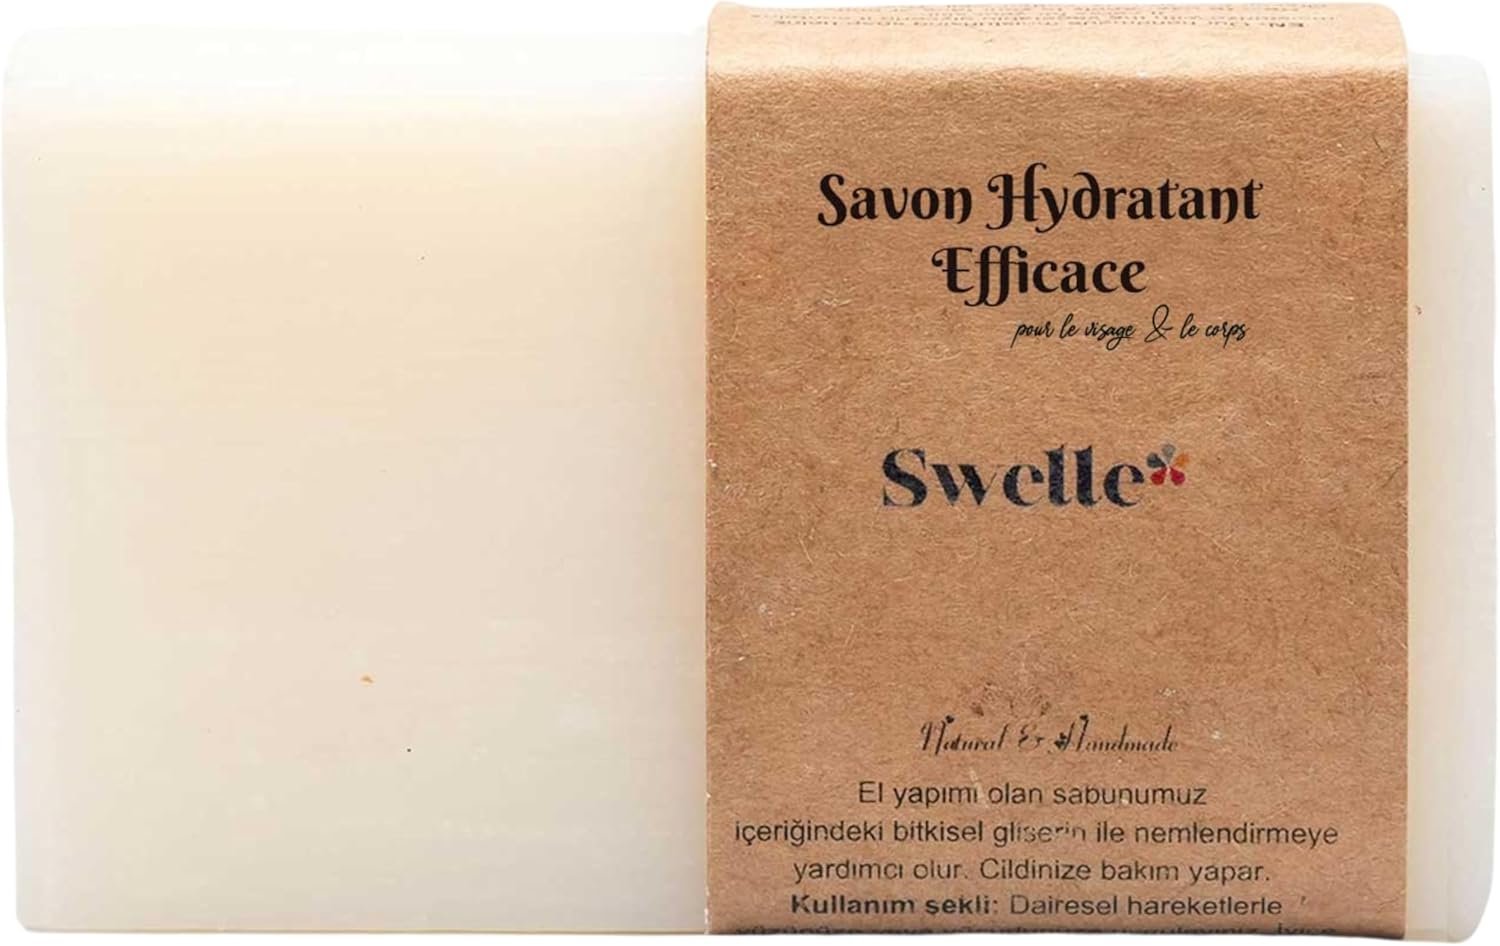 Savon Hydratant
Efficace
pour le visage & le corps
Swelle
Natural & Handmade
El yapımı olan sabunumuz
içeriğindeki bitkisel gliserin ile nemlendirmeye
yardımcı olur. Cildinize bakım yapar.
Kullanım şekli: Dairesel hareketlerle